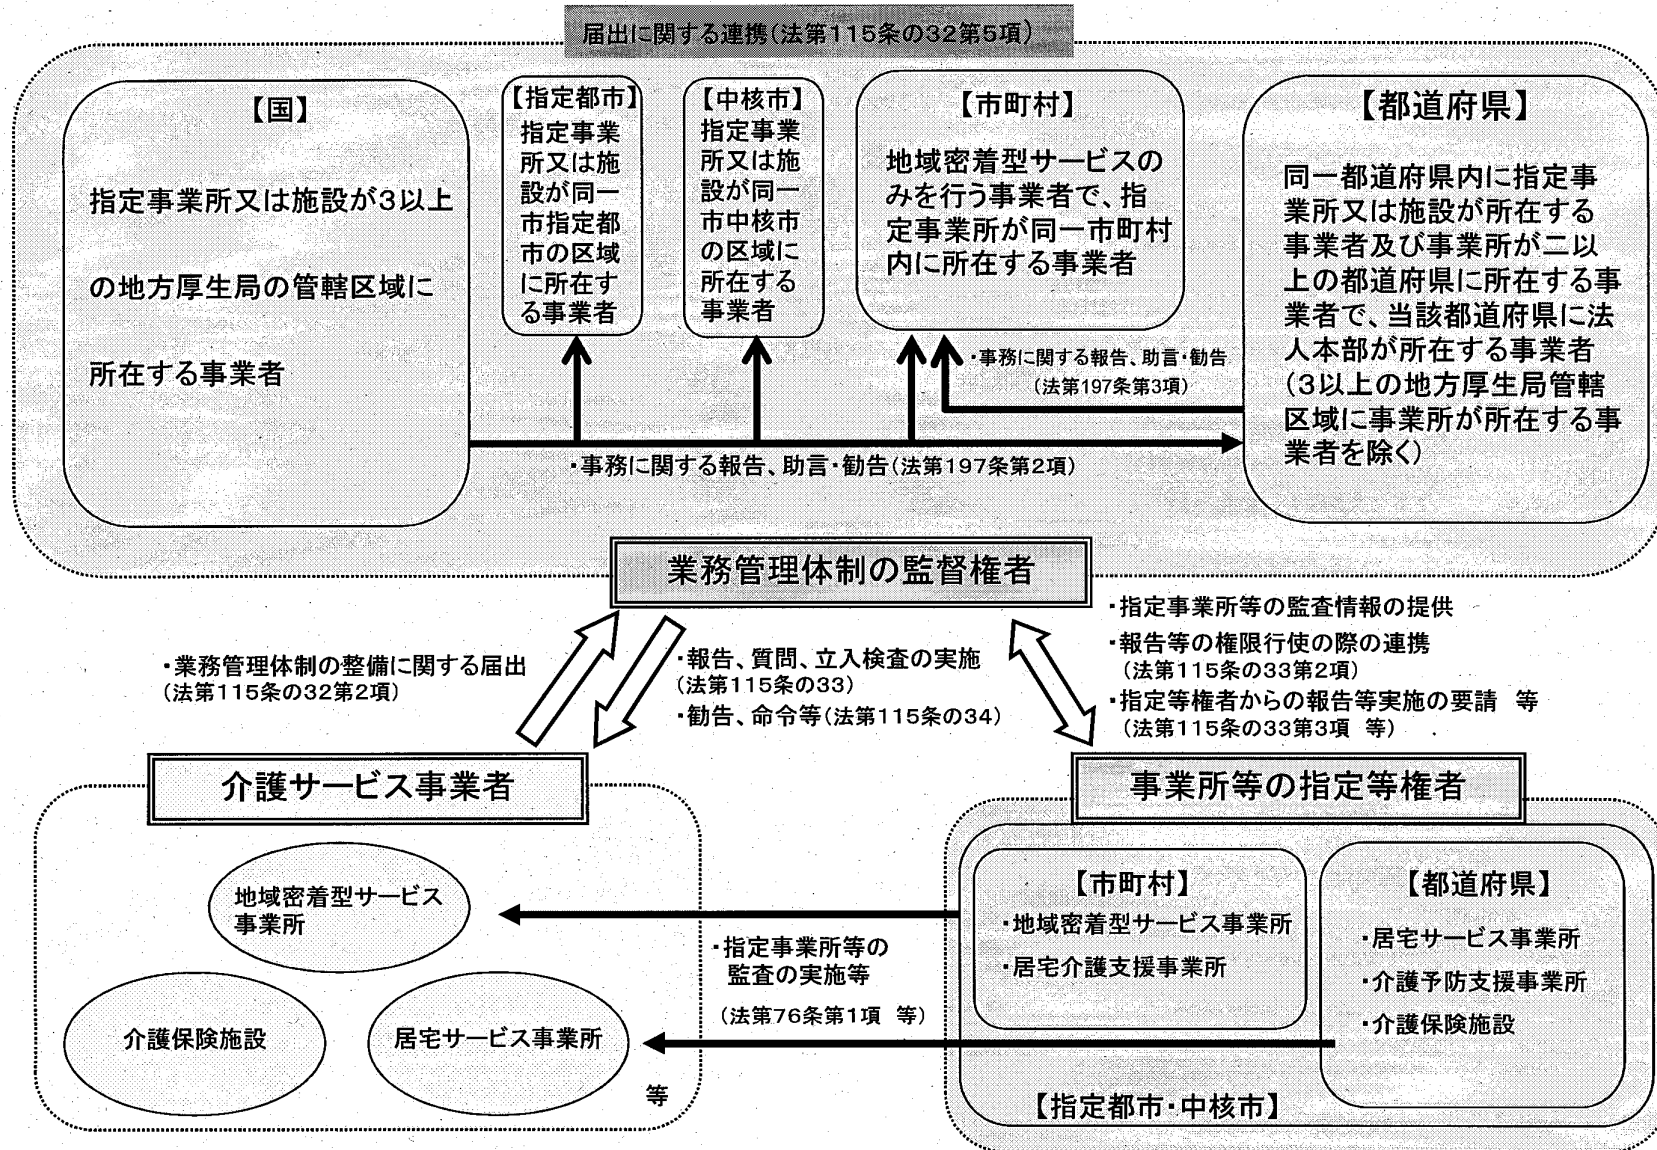 届出に関する連携(法第115条の32第5項)
【国】
指定事業所又は施設が3以上
の地方厚生局の管轄区域に
所在する事業者
【指定都市】
指定事業
所又は施
設が同一
市指定都
市の区域
に所在す
る事業者
【中核市】
指定事業
所又は施
設が同一
市中核市
の区域に
所在する
事業者
【市町村】
地域密着型サービスの
みを行う事業者で、指
定事業所が同一市町村
内に所在する事業者
【都道府県】
同一都道府県内に指定事
業所又は施設が所在する
事業者及び事業所が二以
上の都道府県に所在する事
業者で、当該都道府県に法
人本部が所在する事業者
(3以上の地方厚生局管轄
区域に事業所が所在する事
業者を除く)
・事務に関する報告、助言・勧告
(法第197条第3項)
・事務に関する報告、助言・勧告(法第197条第2項)
業務管理体制の監督権者
・業務管理体制の整備に関する届出
(法第115条の32第2項)
・報告、質問、立入検査の実施
(法第115条の33)
・勧告、命令等(法第115条の34)
・指定事業所等の監査情報の提供
・報告等の権限行使の際の連携
(法第115条の33第2項)
・指定等権者からの報告等実施の要請 等
(法第115条の33第3項 等)
介護サービス事業者
地域密着型サービス
事業所
介護保険施設
居宅サービス事業所
等
・指定事業所等の
監査の実施等
(法第76条第1項 等)
事業所等の指定等権者
【市町村】
・地域密着型サービス事業所
・居宅介護支援事業所
【都道府県】
・居宅サービス事業所
・介護予防支援事業所
・介護保険施設
【指定都市・中核市】